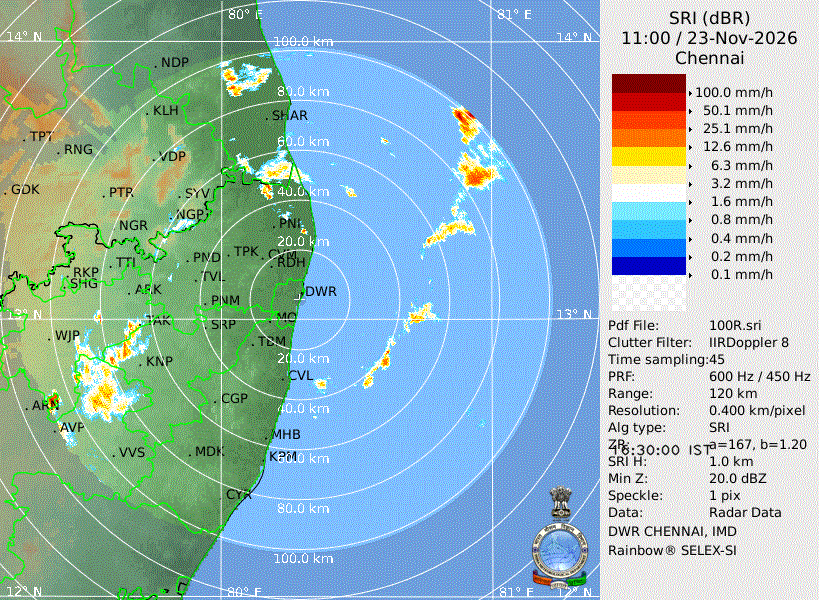 80° E
81° E
14° N
14° N
100.0 km
NDP
80.0 km
KLH
SHAR
TPT
60.0 km
RNG
VDP
GDK
PTR
SYV
40.0 km
NGR
NGP
PNI
20.0 km
TPK
RDH
TTI
PND
RKP
SHG
TVL
ARK
DWR
PNM
13° N
13° N
TAK
SRP
WJP
TBM
20.0 km
KNP
CVL
CGP
40.0 km
ARN
AVP
MHB
VVS
MDK
60.0 km
CYR
80.0 km
100.0 km
12° N
80° E
81° E
12° N
SRI (dBR)
11:00 / 23-Nov-2026
Chennai
100.0 mm/h
50.1 mm/h
25.1 mm/h
12.6 mm/h
6.3 mm/h
3.2 mm/h
1.6 mm/h
0.8 mm/h
0.4 mm/h
0.2 mm/h
0.1 mm/h
Pdf File: 100R.sri
Clutter Filter: IIRDoppler 8
Time sampling:45
PRF: 600 Hz / 450 Hz
Range: 120 km
Resolution: 0.400 km/pixel
Alg type: SRI
ZR: a=167, b=1.20
16:30:00 IST
SRI H: 1.0 km
Min Z: 20.0 dBZ
Speckle: 1 pix
Data: Radar Data
DWR CHENNAI, IMD
Rainbow® SELEX-SI